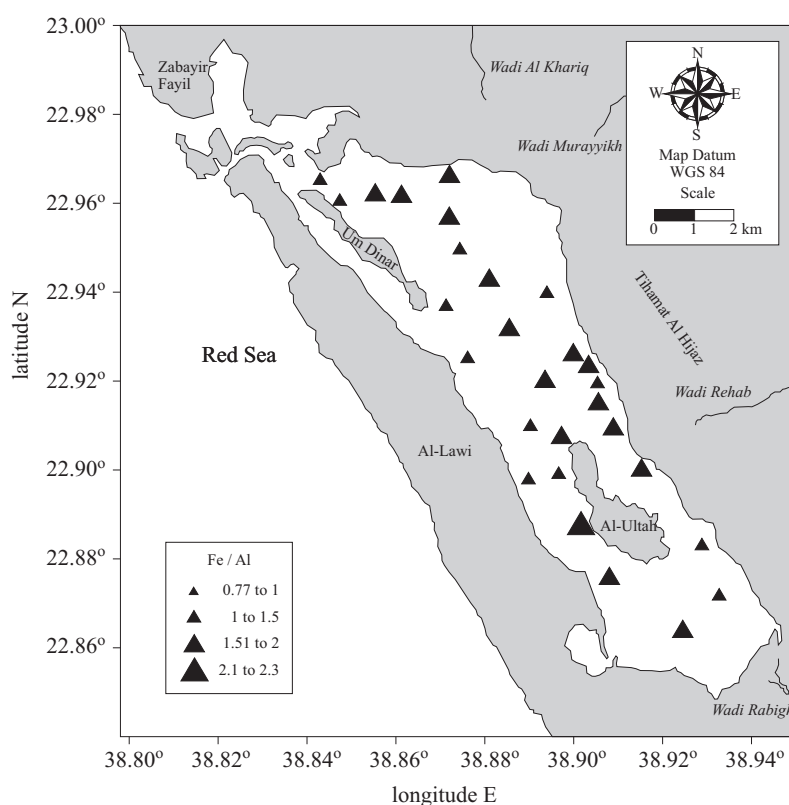 23.00º
22.98º
22.96º
22.94º
22.92º
22.90º
22.88º
22.86º
latitude N
38.80º 38.82º 38.84º 38.86º 38.88º 38.90º 38.92º 38.94º
longitude E
Zabayir
Fayil
Wadi Al Khariq
Wadi Murayyikh
N
W E
S
Map Datum
WGS 84
Scale
0 1 2 km
Um Dinar
Tihamat Al Hijaz
Red Sea
Wadi Rehab
Al-Lawi
Al-Ultah
Fe / Al
0.77 to 1
1 to 1.5
1.51 to 2
2.1 to 2.3
Wadi Rabigh